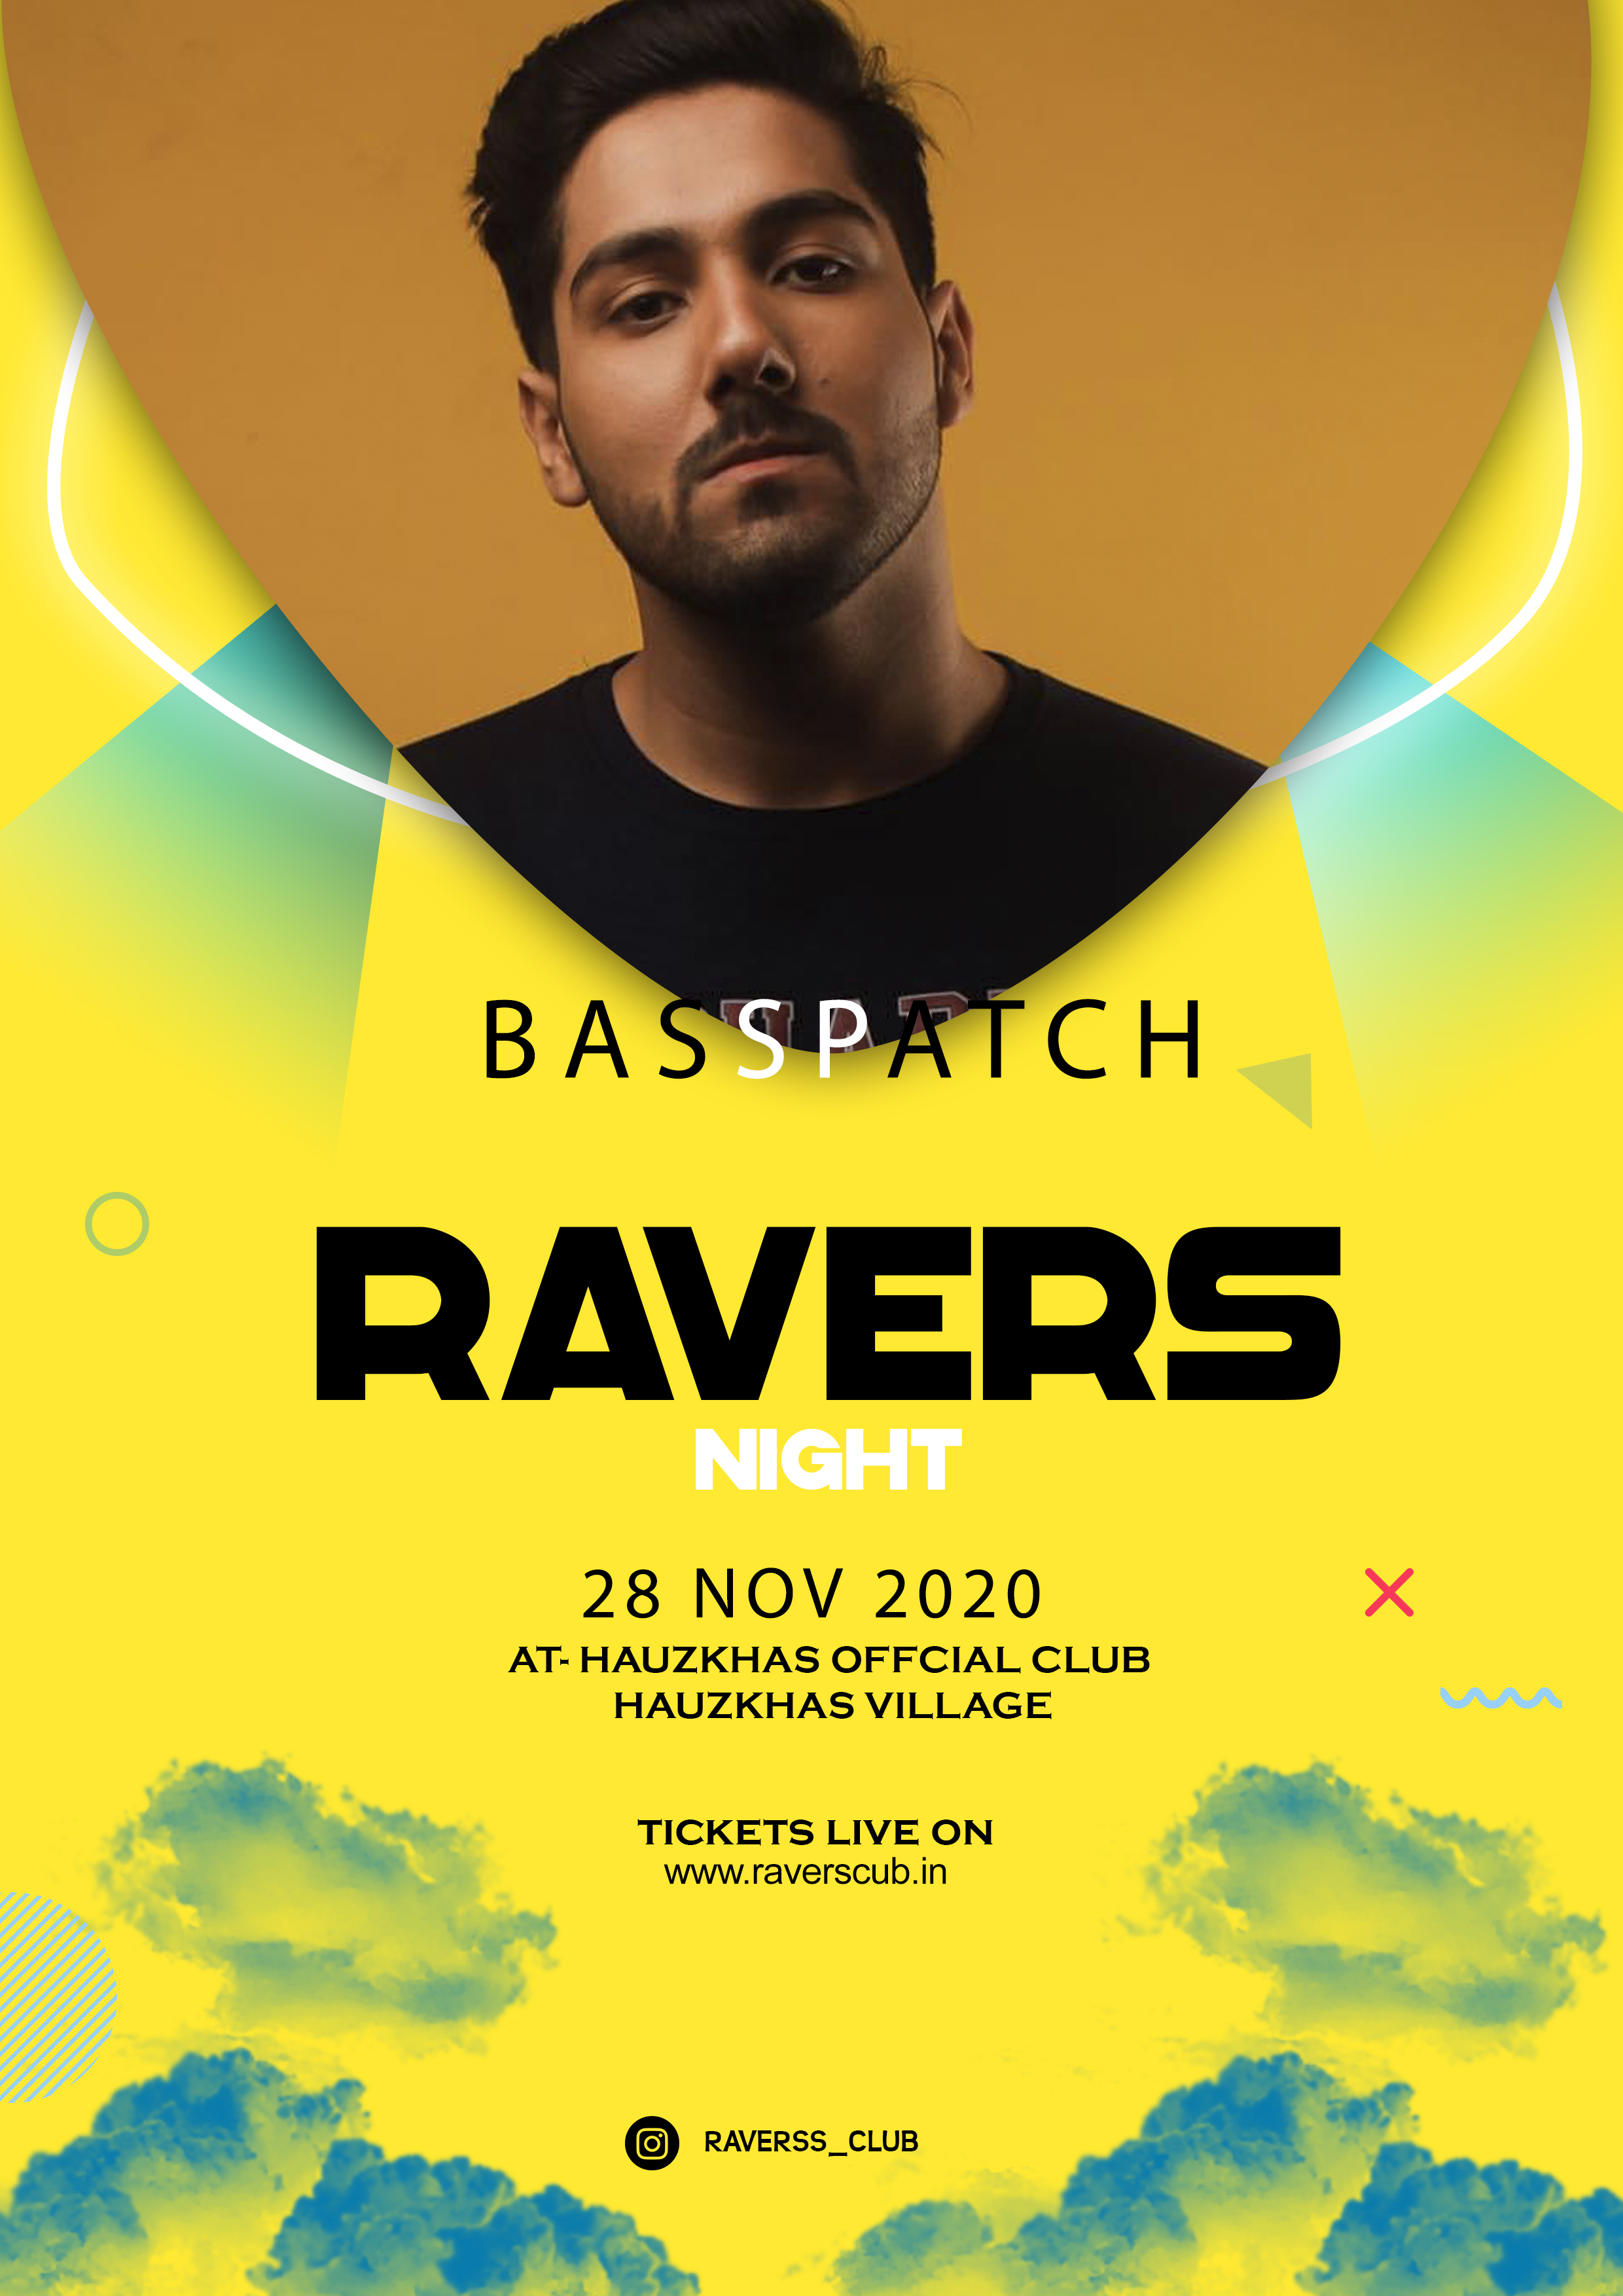 BASSPATCH
RAVERS
NIGHT
28 NOV 2020
AT- HAUZKHAS OFFCIAL CLUB
HAUZKHAS VILLAGE
TICKETS LIVE ON
www.raverscub.in
RAVERSS_CLUB